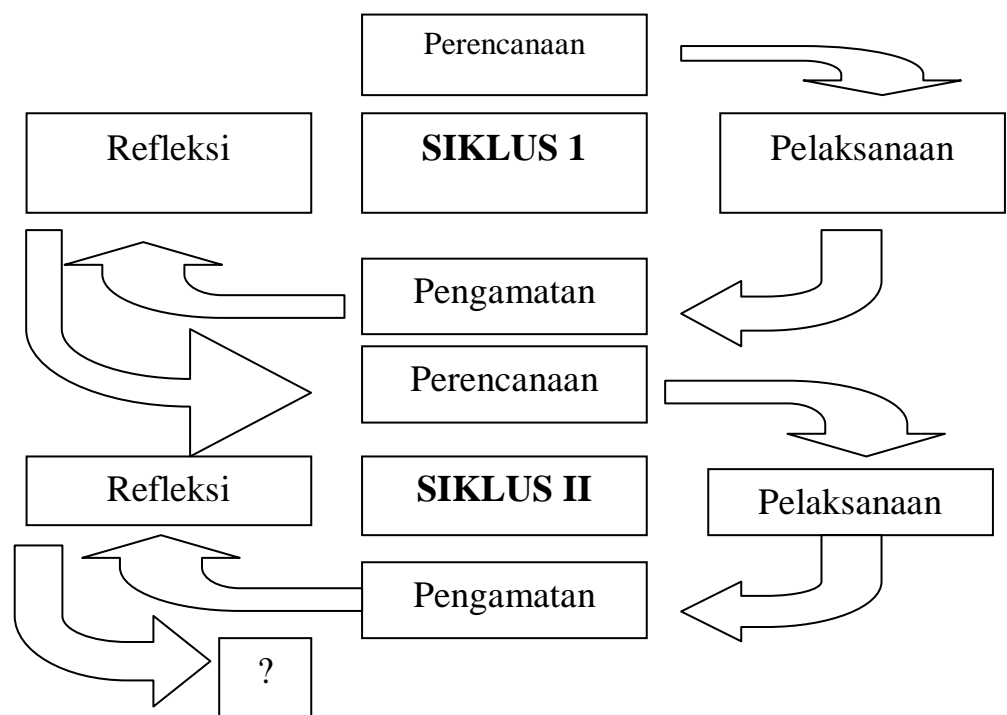 Perencanaan
Refleksi
SIKLUS 1
Pelaksanaan
Pengamatan
Perencanaan
Refleksi
SIKLUS II
Pelaksanaan
Pengamatan
?